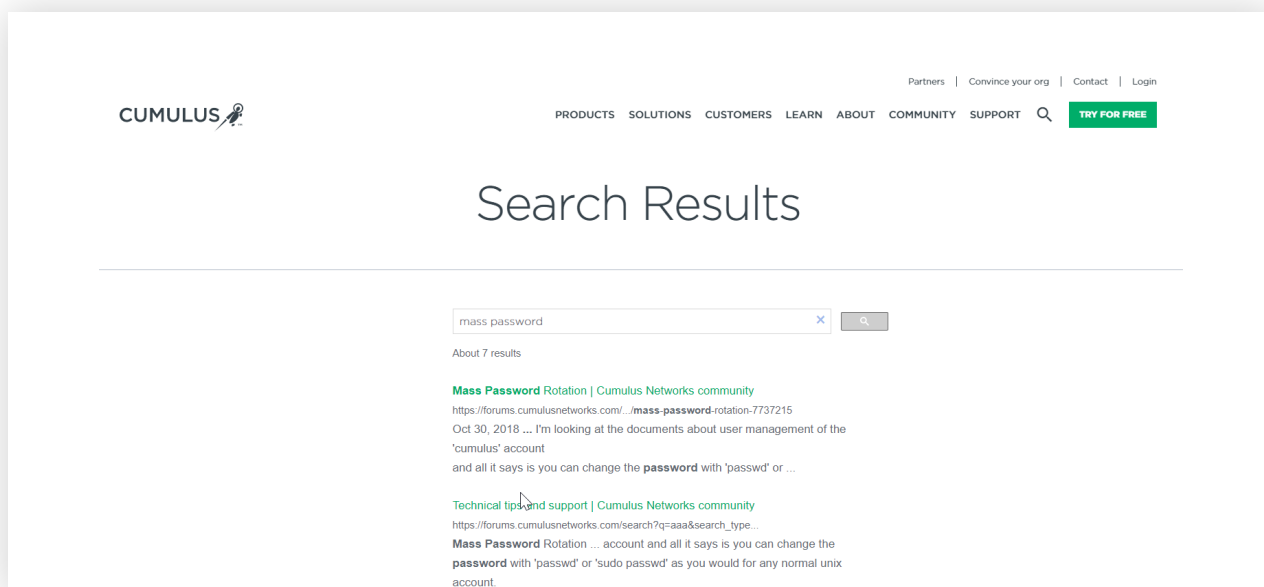 Partners | Convince your org | Contact | Login
CUMULUS
PRODUCTS SOLUTIONS CUSTOMERS LEARN ABOUT COMMUNITY SUPPORT TRY FOR FREE
Search Results
mass password
About 7 results
Mass Password Rotation | Cumulus Networks community
https://forums.cumulusnetworks.com/.../mass-password-rotation-7737215
Oct 30, 2018 ... I'm looking at the documents about user management of the
'cumulus' account
and all it says is you can change the password with 'passwd' or ...
Technical tips and support | Cumulus Networks community
https://forums.cumulusnetworks.com/search?q=aaa&search_type...
Mass Password Rotation ... account and all it says is you can change the
password with 'passwd' or 'sudo passwd' as you would for any normal unix
account.